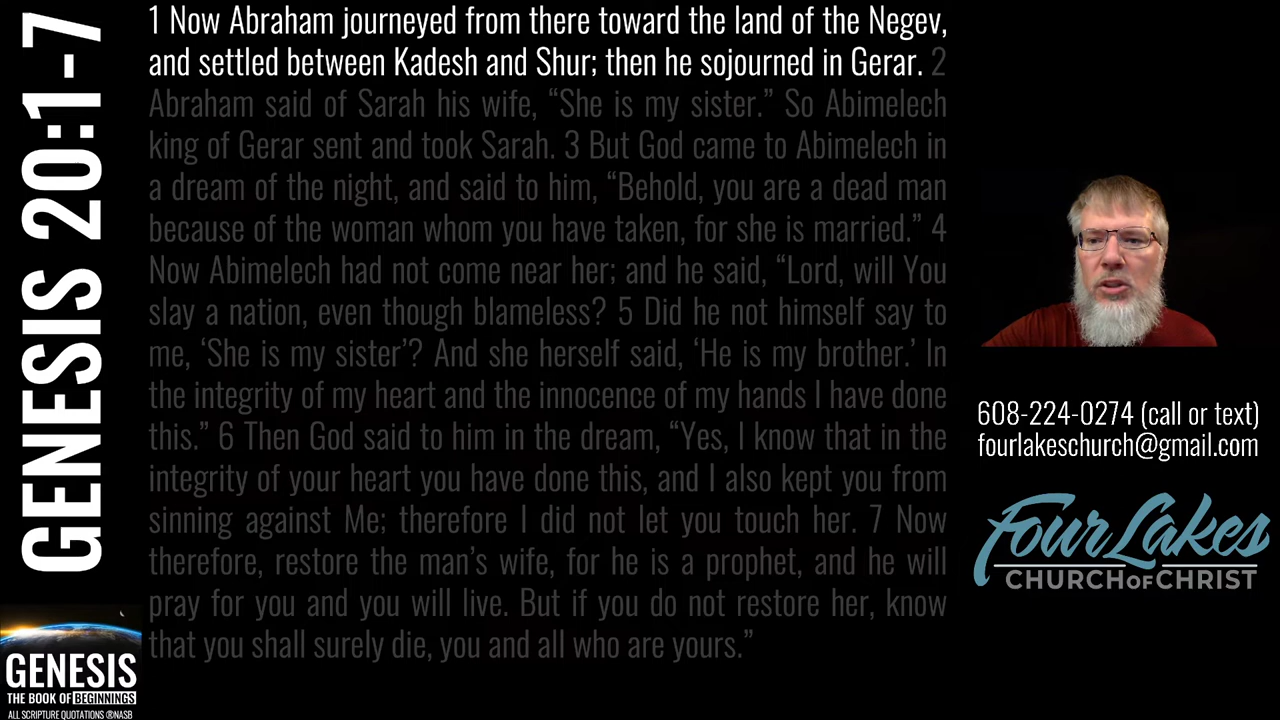 GENESIS 20:1-7
1 Now Abraham journeyed from there toward the land of the Negev,
and settled between Kadesh and Shur; then he sojourned in Gerar. 2
Abraham said of Sarah his wife, “She is my sister.” So Abimelech
king of Gerar sent and took Sarah. 3 But God came to Abimelech in
a dream of the night, and said to him, “Behold, you are a dead man
because of the woman whom you have taken, for she is married.” 4
Now Abimelech had not come near her; and he said, “Lord, will You
slay a nation, even though blameless? 5 Did he not himself say to
me, ‘She is my sister’? And she herself said, ‘He is my brother.’ In
the integrity of my heart and the innocence of my hands I have done
this.” 6 Then God said to him in the dream, “Yes, I know that in the
integrity of your heart you have done this, and I also kept you from
sinning against Me; therefore I did not let you touch her. 7 Now
therefore, restore the man’s wife, for he is a prophet, and he will
pray for you and you will live. But if you do not restore her, know
that you shall surely die, you and all who are yours.”
608-224-0274 (call or text)
fourlakeschurch@gmail.com
Four Lakes
CHURCH OF CHRIST
GENESIS
THE BOOK OF BEGINNINGS
ALL SCRIPTURE QUOTATIONS ®NASB